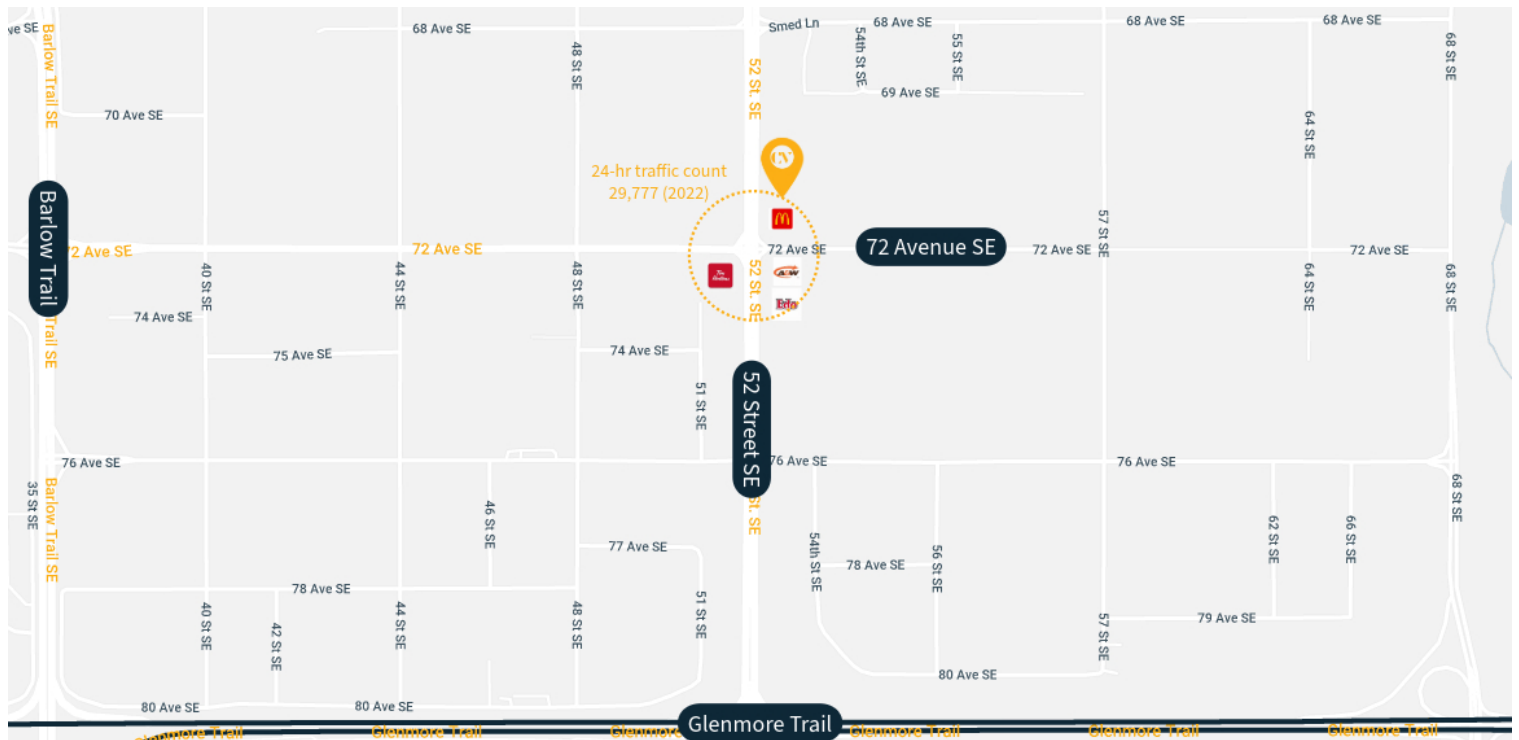 ve SE
Barlow Trail SE
68 Ave SE
48 St SE
52 St. SE
Smed Ln
68 Ave SE
68 Ave SE
68 Ave SE
54th St SE
55 St SE
68 St SE
69 Ave SE
70 Ave SE
64 St SE
CV
24-hr traffic count
29,777 (2022)
Barlow Trail
72 Ave SE
72 Ave SE
72 Ave SE
72 Avenue SE
72 Ave SE
57 St SE
72 Ave SE
40 St SE
44 St SE
48 St SE
Tim Hortons
52 St. SE
A&W
64 St SE
68 St SE
74 Ave SE
Trail SE
75 Ave SE
74 Ave SE
51 St SE
52 Street SE
76 Ave SE
76 Ave SE
76 Ave SE
35 St SE
Barlow Trail SE
46 St SE
St. SE
68 St SE
77 Ave SE
54th St SE
78 Ave SE
56 St SE
62 St SE
66 St SE
78 Ave SE
40 St SE
42 St SE
44 St SE
48 St SE
51 St SE
57 St SE
79 Ave SE
80 Ave SE
80 Ave SE
80 Ave SE
Glenmore Trail
Glenmore Trail
Glenmore Trail
Glenmore
Glenmore Trail
Glenmore Trail
Glenmore Trail